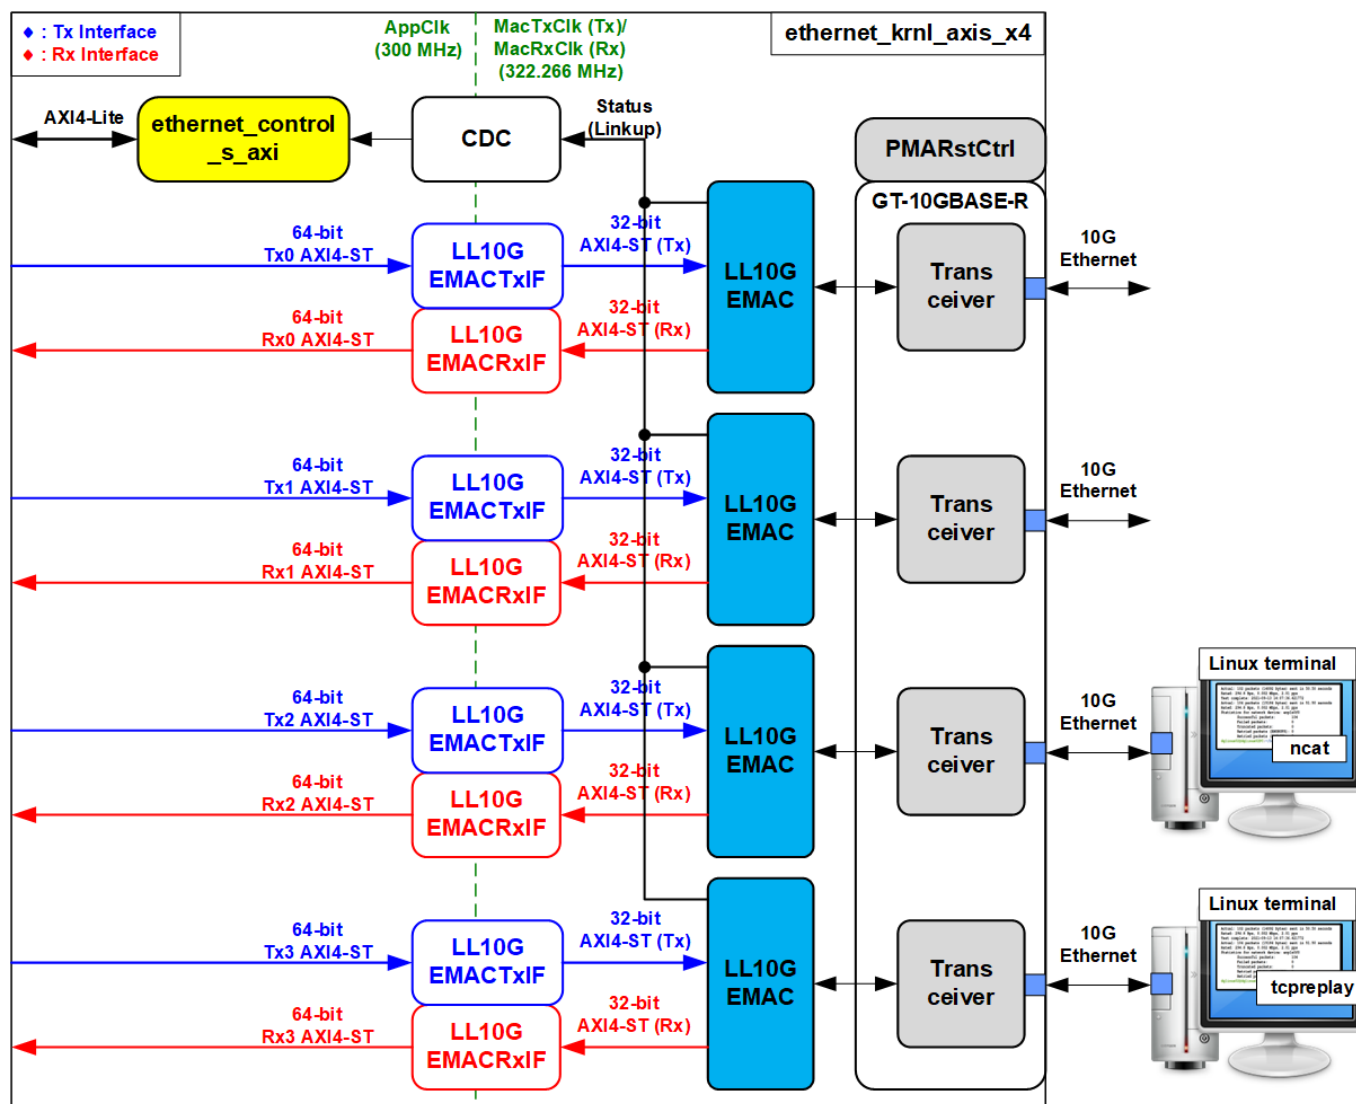 ♦ : Tx Interface
♦ : Rx Interface
AppClk
(300 MHz)
MacTxClk (Tx)/
MacRxClk (Rx)
(322.266 MHz)
ethernet_krnl_axis_x4
AXI4-Lite
ethernet_control
_s_axi
CDC
Status
(Linkup)
PMARstCtrl
GT-10GBASE-R
64-bit
Tx0 AXI4-ST
LL10G
EMACTxIF
32-bit
AXI4-ST (Tx)
64-bit
Rx0 AXI4-ST
LL10G
EMACRxIF
32-bit
AXI4-ST (Rx)
LL10G
EMAC
Trans
ceiver
10G
Ethernet
64-bit
Tx1 AXI4-ST
LL10G
EMACTxIF
32-bit
AXI4-ST (Tx)
64-bit
Rx1 AXI4-ST
LL10G
EMACRxIF
32-bit
AXI4-ST (Rx)
LL10G
EMAC
Trans
ceiver
10G
Ethernet
64-bit
Tx2 AXI4-ST
LL10G
EMACTxIF
32-bit
AXI4-ST (Tx)
64-bit
Rx2 AXI4-ST
LL10G
EMACRxIF
32-bit
AXI4-ST (Rx)
LL10G
EMAC
Trans
ceiver
10G
Ethernet
Linux terminal
ncat
64-bit
Tx3 AXI4-ST
LL10G
EMACTxIF
32-bit
AXI4-ST (Tx)
64-bit
Rx3 AXI4-ST
LL10G
EMACRxIF
32-bit
AXI4-ST (Rx)
LL10G
EMAC
Trans
ceiver
10G
Ethernet
Linux terminal
tcpreplay